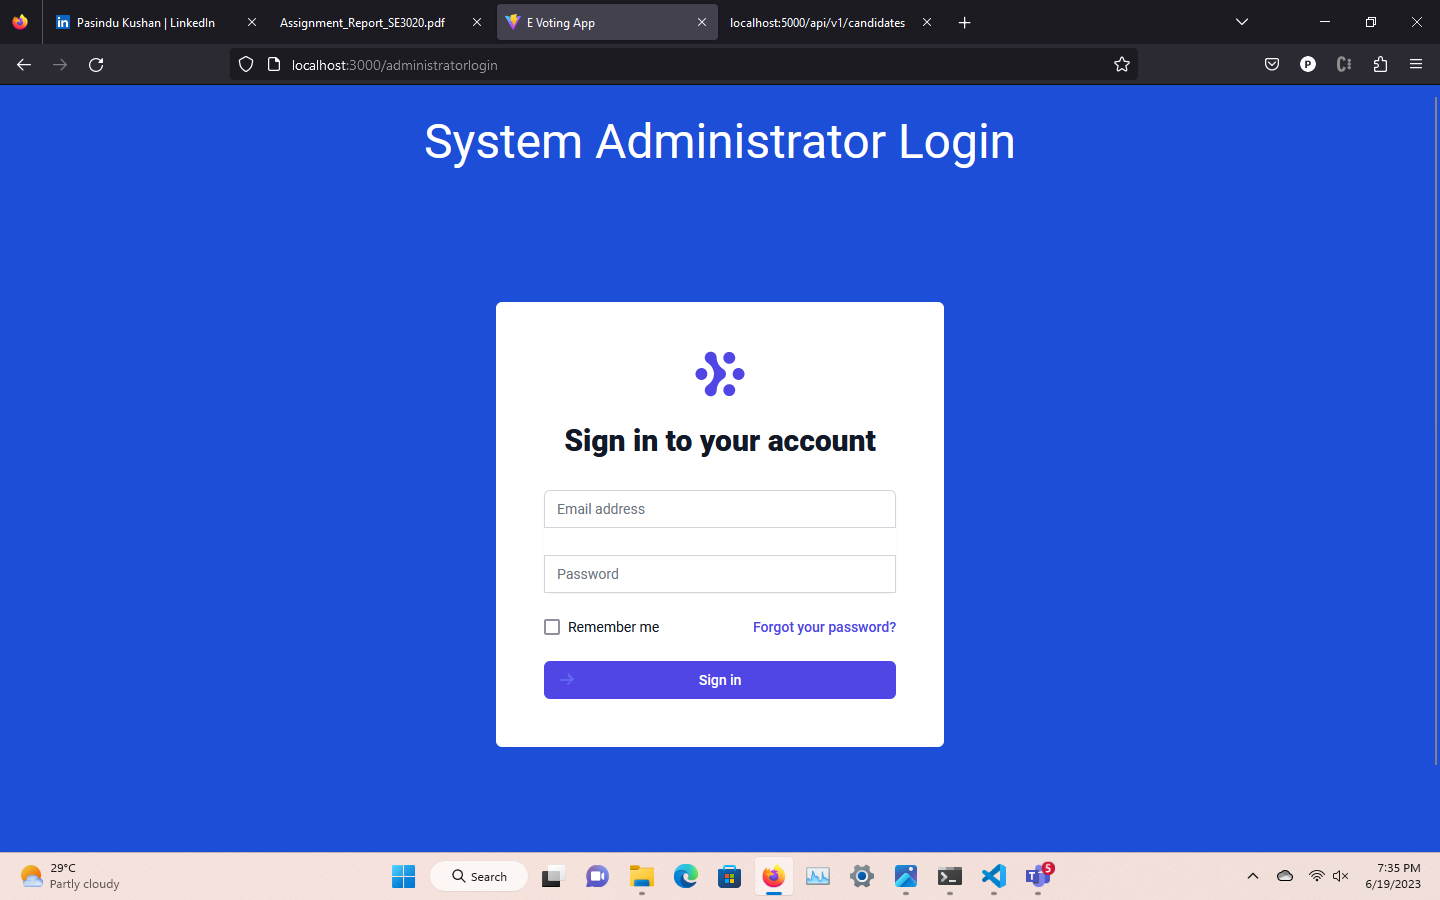 Pasindu Kushan | LinkedIn
Assignment_Report_SE3020.pdf
E Voting App
localhost:5000/api/v1/candidates
localhost:3000/administratorlogin
P
System Administrator Login
Sign in to your account
Email address
Password
Remember me
Forgot your password?
Sign in
29°C
Partly cloudy
Search
5
7:35 PM
6/19/2023